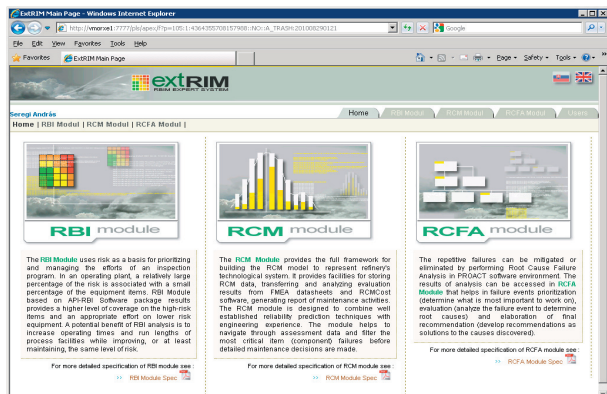 ExtRIM Main Page - Windows Internet Explorer
Google
File Edit View Favorites Tools Help
Favorites ExtRIM Main Page Page Safety Tools
extRIM
RBIM EXPERT SYSTEM
Seregi András Home RBI Modul RCM Modul RCFA Modul Users
Home | RBI Modul | RCM Modul | RCFA Modul |
RBI module
The RBI Module uses risk as a basis for prioritizing
and managing the efforts of an inspection
program. In an operating plant, a relatively large
percentage of the risk is associated with a small
percentage of the equipment items. RBI Module
based on API-RBI Software package results
provides a higher level of coverage on the high-risk
items and an appropriate effort on lower risk
equipment. A potential benefit of RBI analysis is to
increase operating times and run lengths of
process facilities while improving, or at least
maintaining, the same level of risk.
For more detailed specification of RBI module see :
>> RBI Module Spec
RCM module
The RCM Module provides the full framework for
building the RCM model to represent refinery's
technological system. It provides facilities for storing
RCM data, transferring and analyzing evaluation
results from FMEA datasheets and RCMCost
software, generating report of maintenance activities.
The RCM module is designed to combine well
established reliability prediction techniques with
engineering experience. The module helps to
navigate through assessment data and filter the
most critical item (component) failures before
detailed maintenance decisions are made.
For more detailed specification of RCM module see :
>> RCM Module Spec
RCFA module
The repetitive failures can be mitigated or
eliminated by performing Root Cause Failure
Analysis in PROACT software environment. The
results of analysis can be accessed in RCFA
Module that helps in failure events prioritization
(determine what is most important to work on),
evaluation (analyze the failure event to determine
root causes) and elaboration of final
recommendation (develop recommendations as
solutions to the causes discovered).
For more detailed specification of RCFA module see :
>> RCFA Module Spec